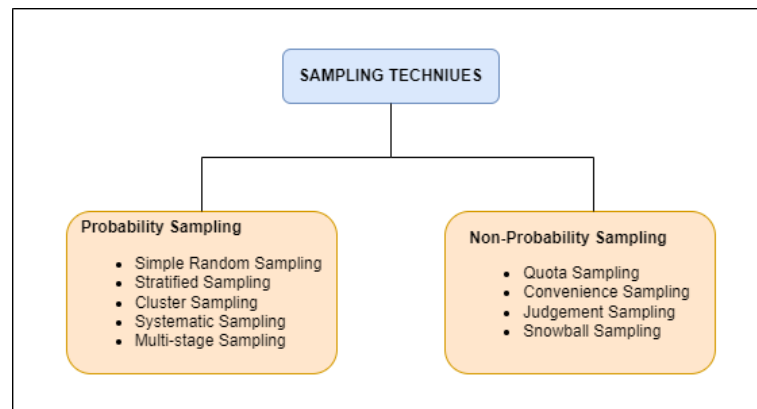 SAMPLING TECHNIUES
Probability Sampling
Simple Random Sampling
Stratified Sampling
Cluster Sampling
Systematic Sampling
Multi-stage Sampling
Non-Probability Sampling
Quota Sampling
Convenience Sampling
Judgement Sampling
Snowball Sampling